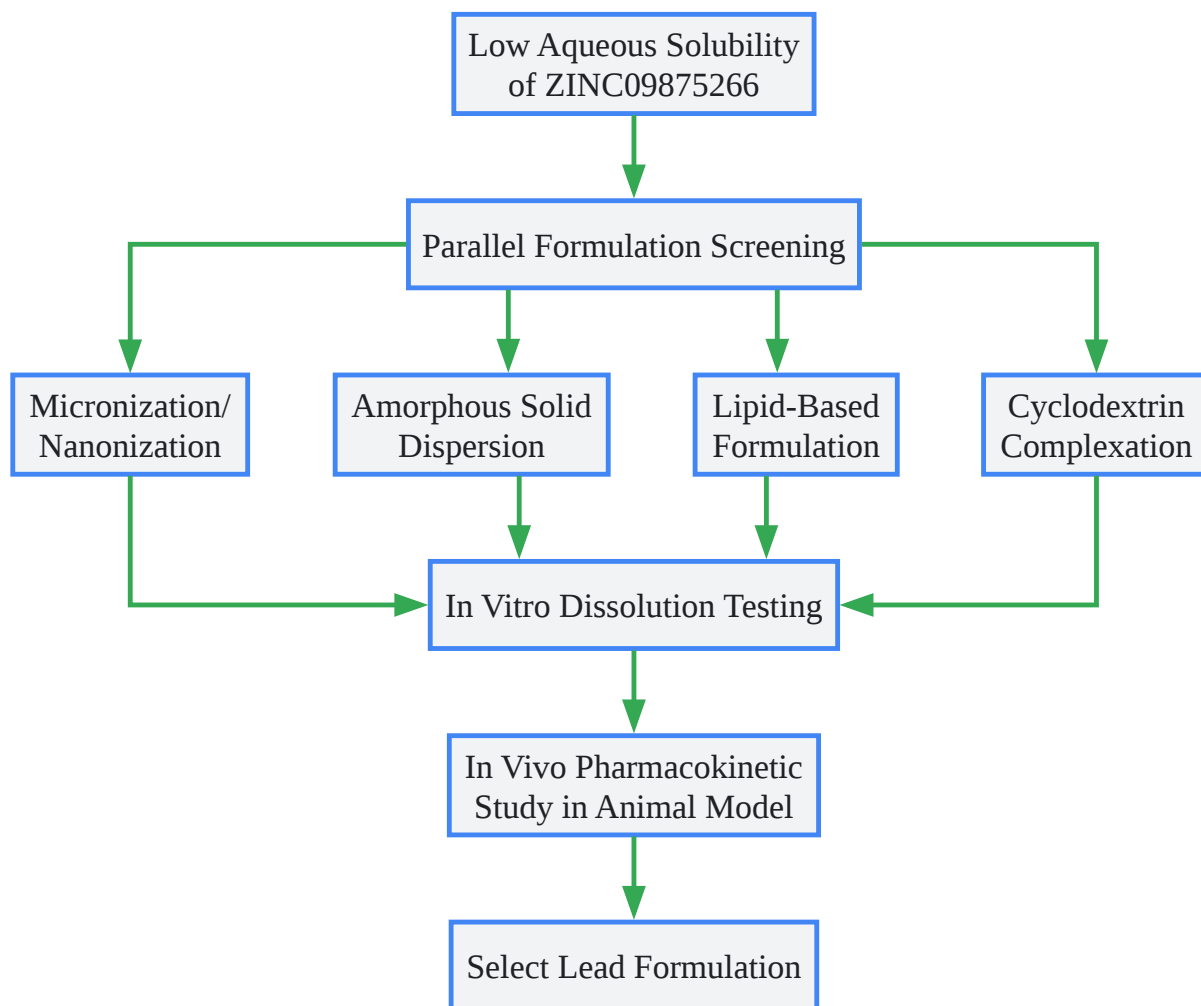 Low Aqueous Solubility
of ZINC09875266
Parallel Formulation Screening
Micronization/
Nanonization
Amorphous Solid
Dispersion
Lipid-Based
Formulation
Cyclodextrin
Complexation
In Vitro Dissolution Testing
In Vivo Pharmacokinetic
Study in Animal Model
Select Lead Formulation